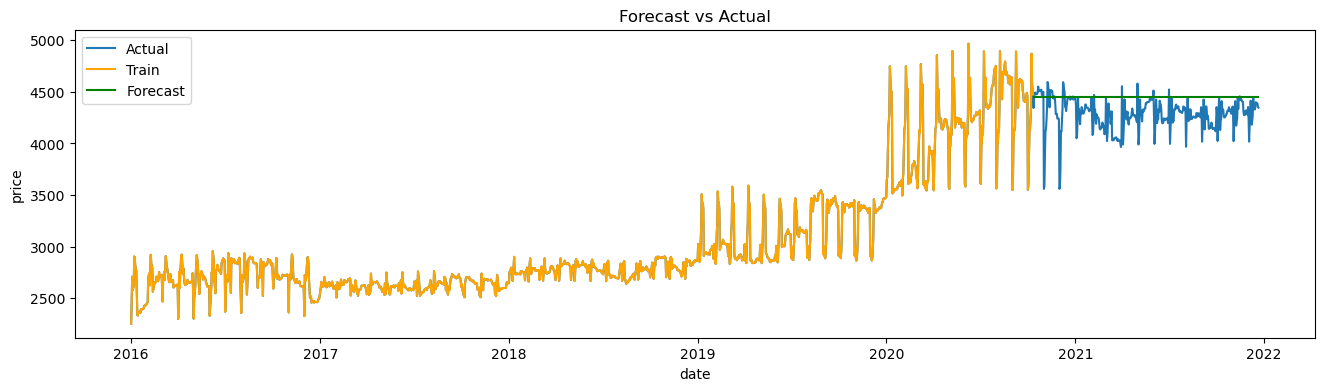 Forecast vs Actual
Actual
Train
Forecast
5000
4500
4000
3500
3000
2500
price
2016
2017
2018
2019
2020
2021
2022
date